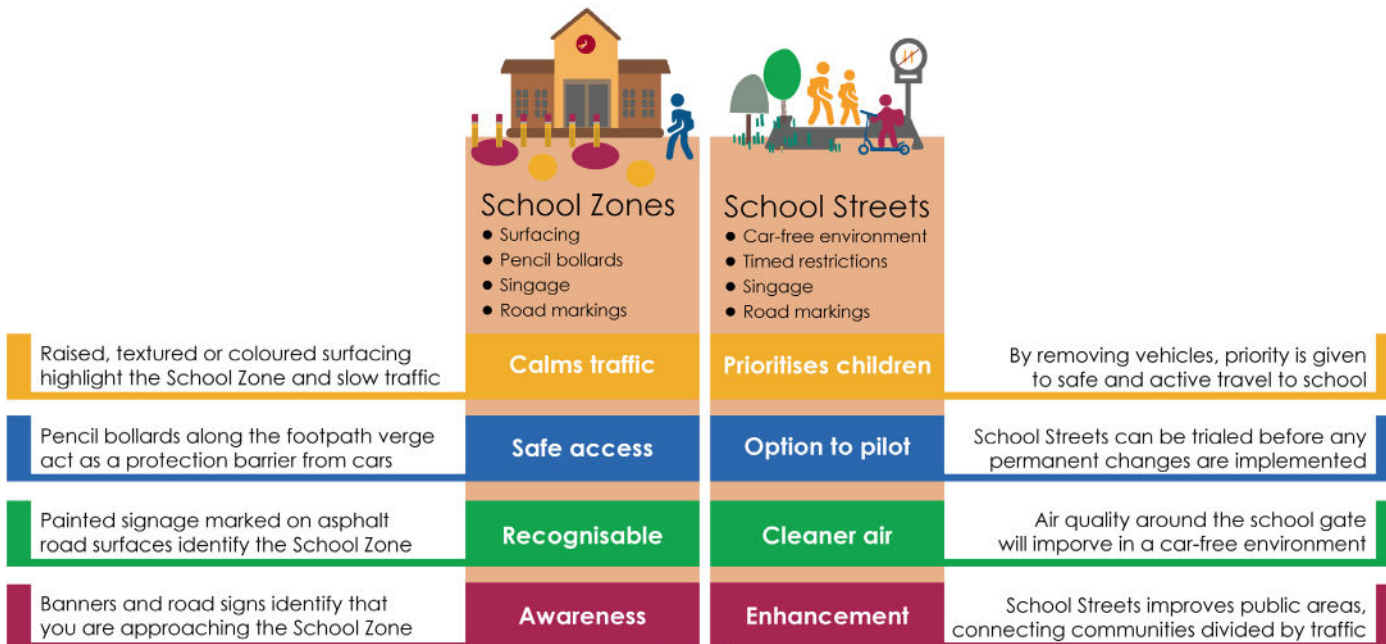 School Zones
● Surfacing
● Pencil bollards
● Singage
● Road markings
School Streets
● Car-free environment
● Timed restrictions
● Singage
● Road markings
Raised, textured or coloured surfacing
highlight the School Zone and slow traffic
Calms traffic
Prioritises children
By removing vehicles, priority is given
to safe and active travel to school
Pencil bollards along the footpath verge
act as a protection barrier from cars
Safe access
Option to pilot
School Streets can be trialed before any
permanent changes are implemented
Painted signage marked on asphalt
road surfaces identify the School Zone
Recognisable
Cleaner air
Air quality around the school gate
will imporve in a car-free environment
Banners and road signs identify that
you are approaching the School Zone
Awareness
Enhancement
School Streets improves public areas,
connecting communities divided by traffic